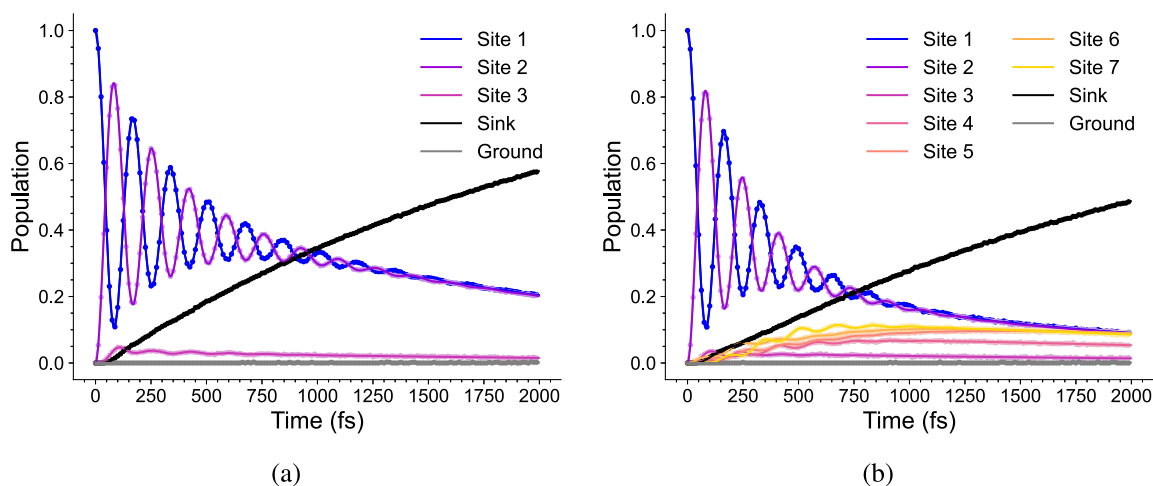 1.0
0.8
0.6
0.4
0.2
0.0
Population
0 250 500 750 1000 1250 1500 1750 2000
Time (fs)
Site 1
Site 2
Site 3
Sink
Ground
(a)
1.0
0.8
0.6
0.4
0.2
0.0
Population
0 250 500 750 1000 1250 1500 1750 2000
Time (fs)
Site 1
Site 2
Site 3
Site 4
Site 5
Site 6
Site 7
Sink
Ground
(b)